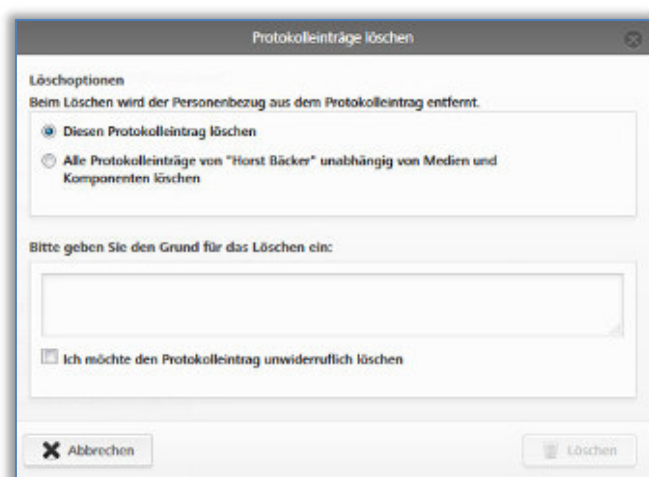 Protokolleinträge löschen
Löschoptionen
Beim Löschen wird der Personenbezug aus dem Protokolleintrag entfernt.
Diesen Protokolleintrag löschen
Alle Protokolleinträge von "Horst Bäcker" unabhängig von Medien und
Komponenten löschen
Bitte geben Sie den Grund für das Löschen ein:
Ich möchte den Protokolleintrag unwiderruflich löschen
Abbrechen
Löschen